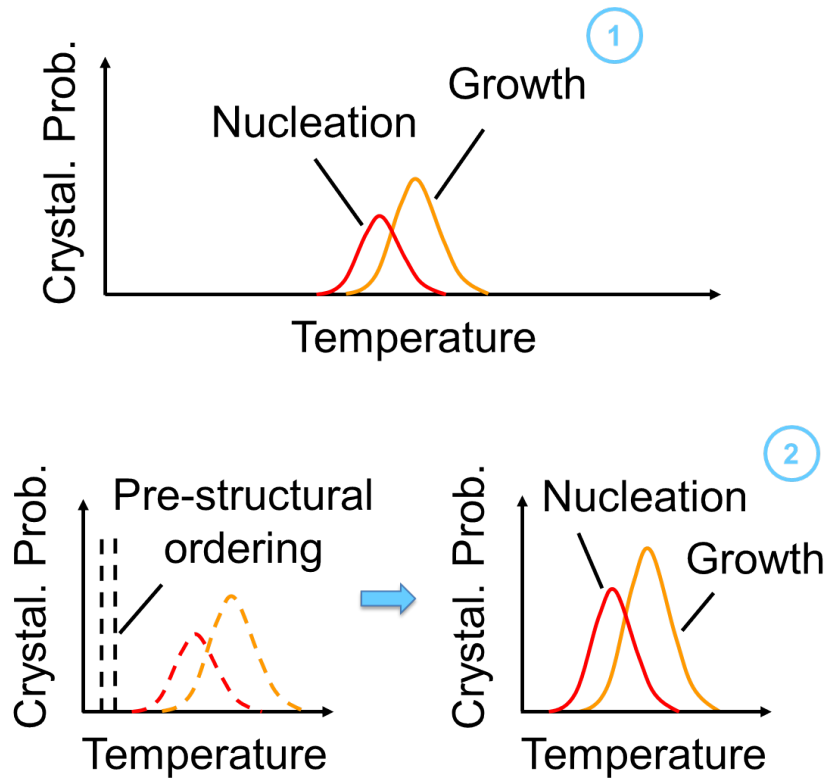 1
Growth
Nucleation
Crystal. Prob.
Temperature
2
Pre-structural
ordering
Crystal. Prob.
Temperature
Nucleation
Growth
Crystal. Prob.
Temperature